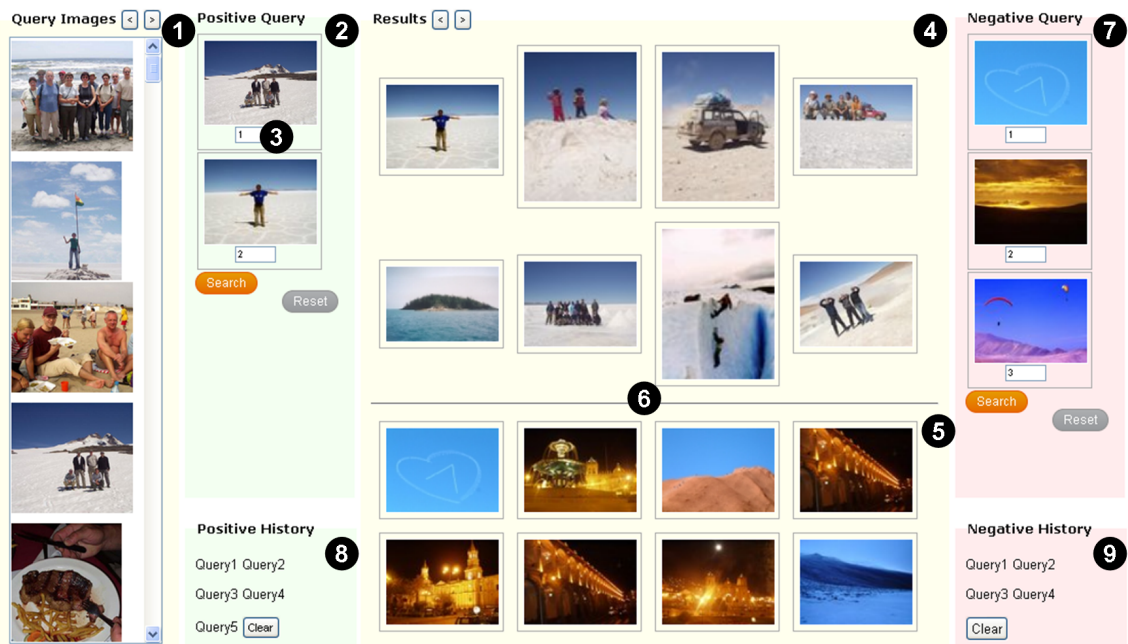 Query Images < >
1
Positive Query
2
1
3
2
Search
Reset
Results < >
4
6
5
Negative Query
7
1
2
3
Search
Reset
Positive History
8
Query1 Query2
Query3 Query4
Query5 Clear
Negative History
9
Query1 Query2
Query3 Query4
Clear